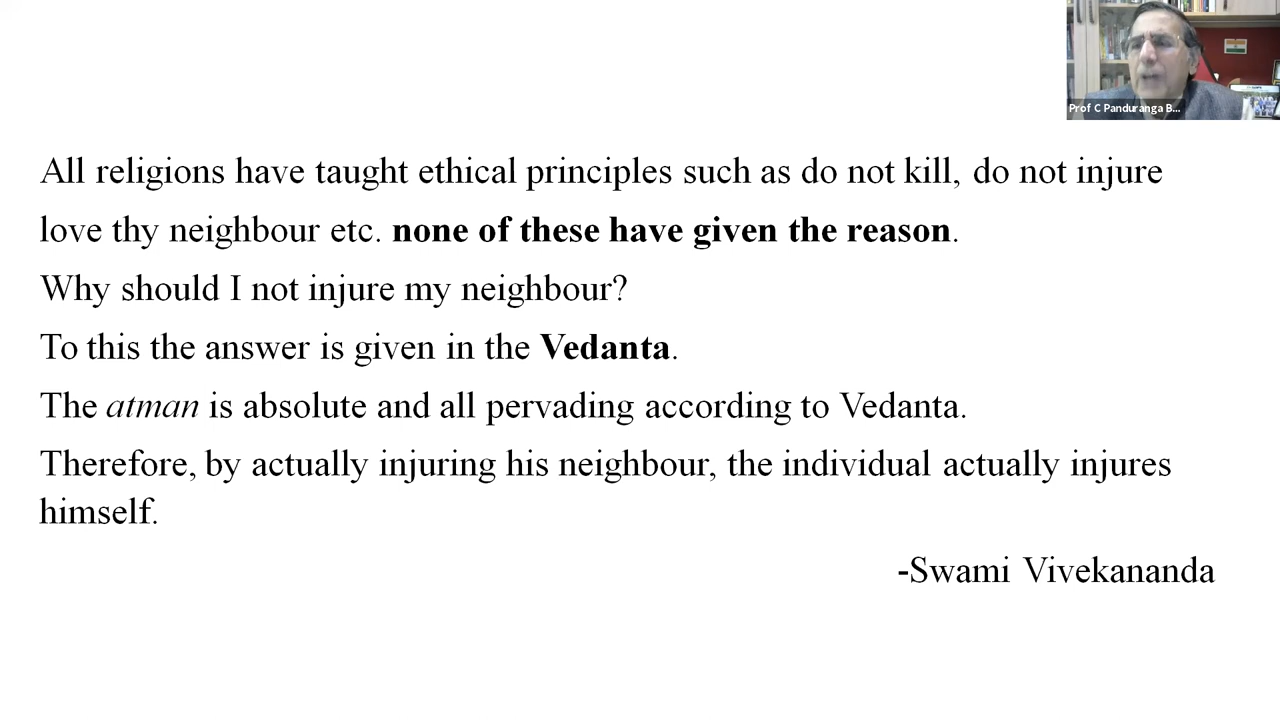 Prof C Panduranga B...
All religions have taught ethical principles such as do not kill, do not injure
love thy neighbour etc. none of these have given the reason.
Why should I not injure my neighbour?
To this the answer is given in the Vedanta.
The atman is absolute and all pervading according to Vedanta.
Therefore, by actually injuring his neighbour, the individual actually injures
himself.
-Swami Vivekananda